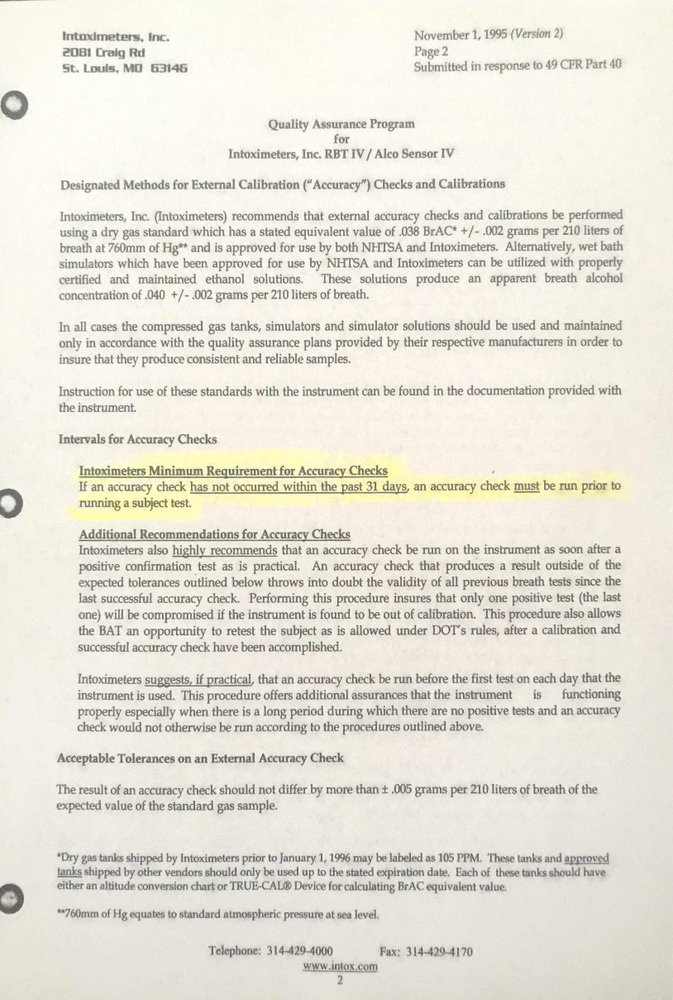 Intoximeters, Inc.
2081 Craig Rd
St. Louis, MO 63146
November 1, 1995 (Version 2)
Page 2
Submitted in response to 49 CFR Part 40
Quality Assurance Program
for
Intoximeters, Inc. RBT IV / Alco Sensor IV
Designated Methods for External Calibration ("Accuracy") Checks and Calibrations
Intoximeters, Inc. (Intoximeters) recommends that external accuracy checks and calibrations be performed
using a dry gas standard which has a stated equivalent value of .038 BrAC* +/- .002 grams per 210 liters of
breath at 760mm of Hg** and is approved for use by both NHTSA and Intoximeters. Alternatively, wet bath
simulators which have been approved for use by NHTSA and Intoximeters can be utilized with properly
certified and maintained ethanol solutions. These solutions produce an apparent breath alcohol
concentration of .040 +/- .002 grams per 210 liters of breath.
In all cases the compressed gas tanks, simulators and simulator solutions should be used and maintained
only in accordance with the quality assurance plans provided by their respective manufacturers in order to
insure that they produce consistent and reliable samples.
Instruction for use of these standards with the instrument can be found in the documentation provided with
the instrument.
Intervals for Accuracy Checks
Intoximeters Minimum Requirement for Accuracy Checks
If an accuracy check has not occurred within the past 31 days, an accuracy check must be run prior to
running a subject test.
Additional Recommendations for Accuracy Checks
Intoximeters also highly recommends that an accuracy check be run on the instrument as soon after a
positive confirmation test as is practical. An accuracy check that produces a result outside of the
expected tolerances outlined below throws into doubt the validity of all previous breath tests since the
last successful accuracy check. Performing this procedure insures that only one positive test (the last
one) will be compromised if the instrument is found to be out of calibration. This procedure also allows
the BAT an opportunity to retest the subject as is allowed under DOT's rules, after a calibration and
successful accuracy check have been accomplished.
Intoximeters suggests, if practical, that an accuracy check be run before the first test on each day that the
instrument is used. This procedure offers additional assurances that the instrument is functioning
properly especially when there is a long period during which there are no positive tests and an accuracy
check would not otherwise be run according to the procedures outlined above.
Acceptable Tolerances on an External Accuracy Check
The result of an accuracy check should not differ by more than ± .005 grams per 210 liters of breath of the
expected value of the standard gas sample.
*Dry gas tanks shipped by Intoximeters prior to January 1, 1996 may be labeled as 105 PPM. These tanks and approved
tanks shipped by other vendors should only be used up to the stated expiration date. Each of these tanks should have
either an altitude conversion chart or TRUE-CAL® Device for calculating BrAC equivalent value.
**760mm of Hg equates to standard atmospheric pressure at sea level.
Telephone: 314-429-4000 Fax: 314-429-4170
www.intox.com
2